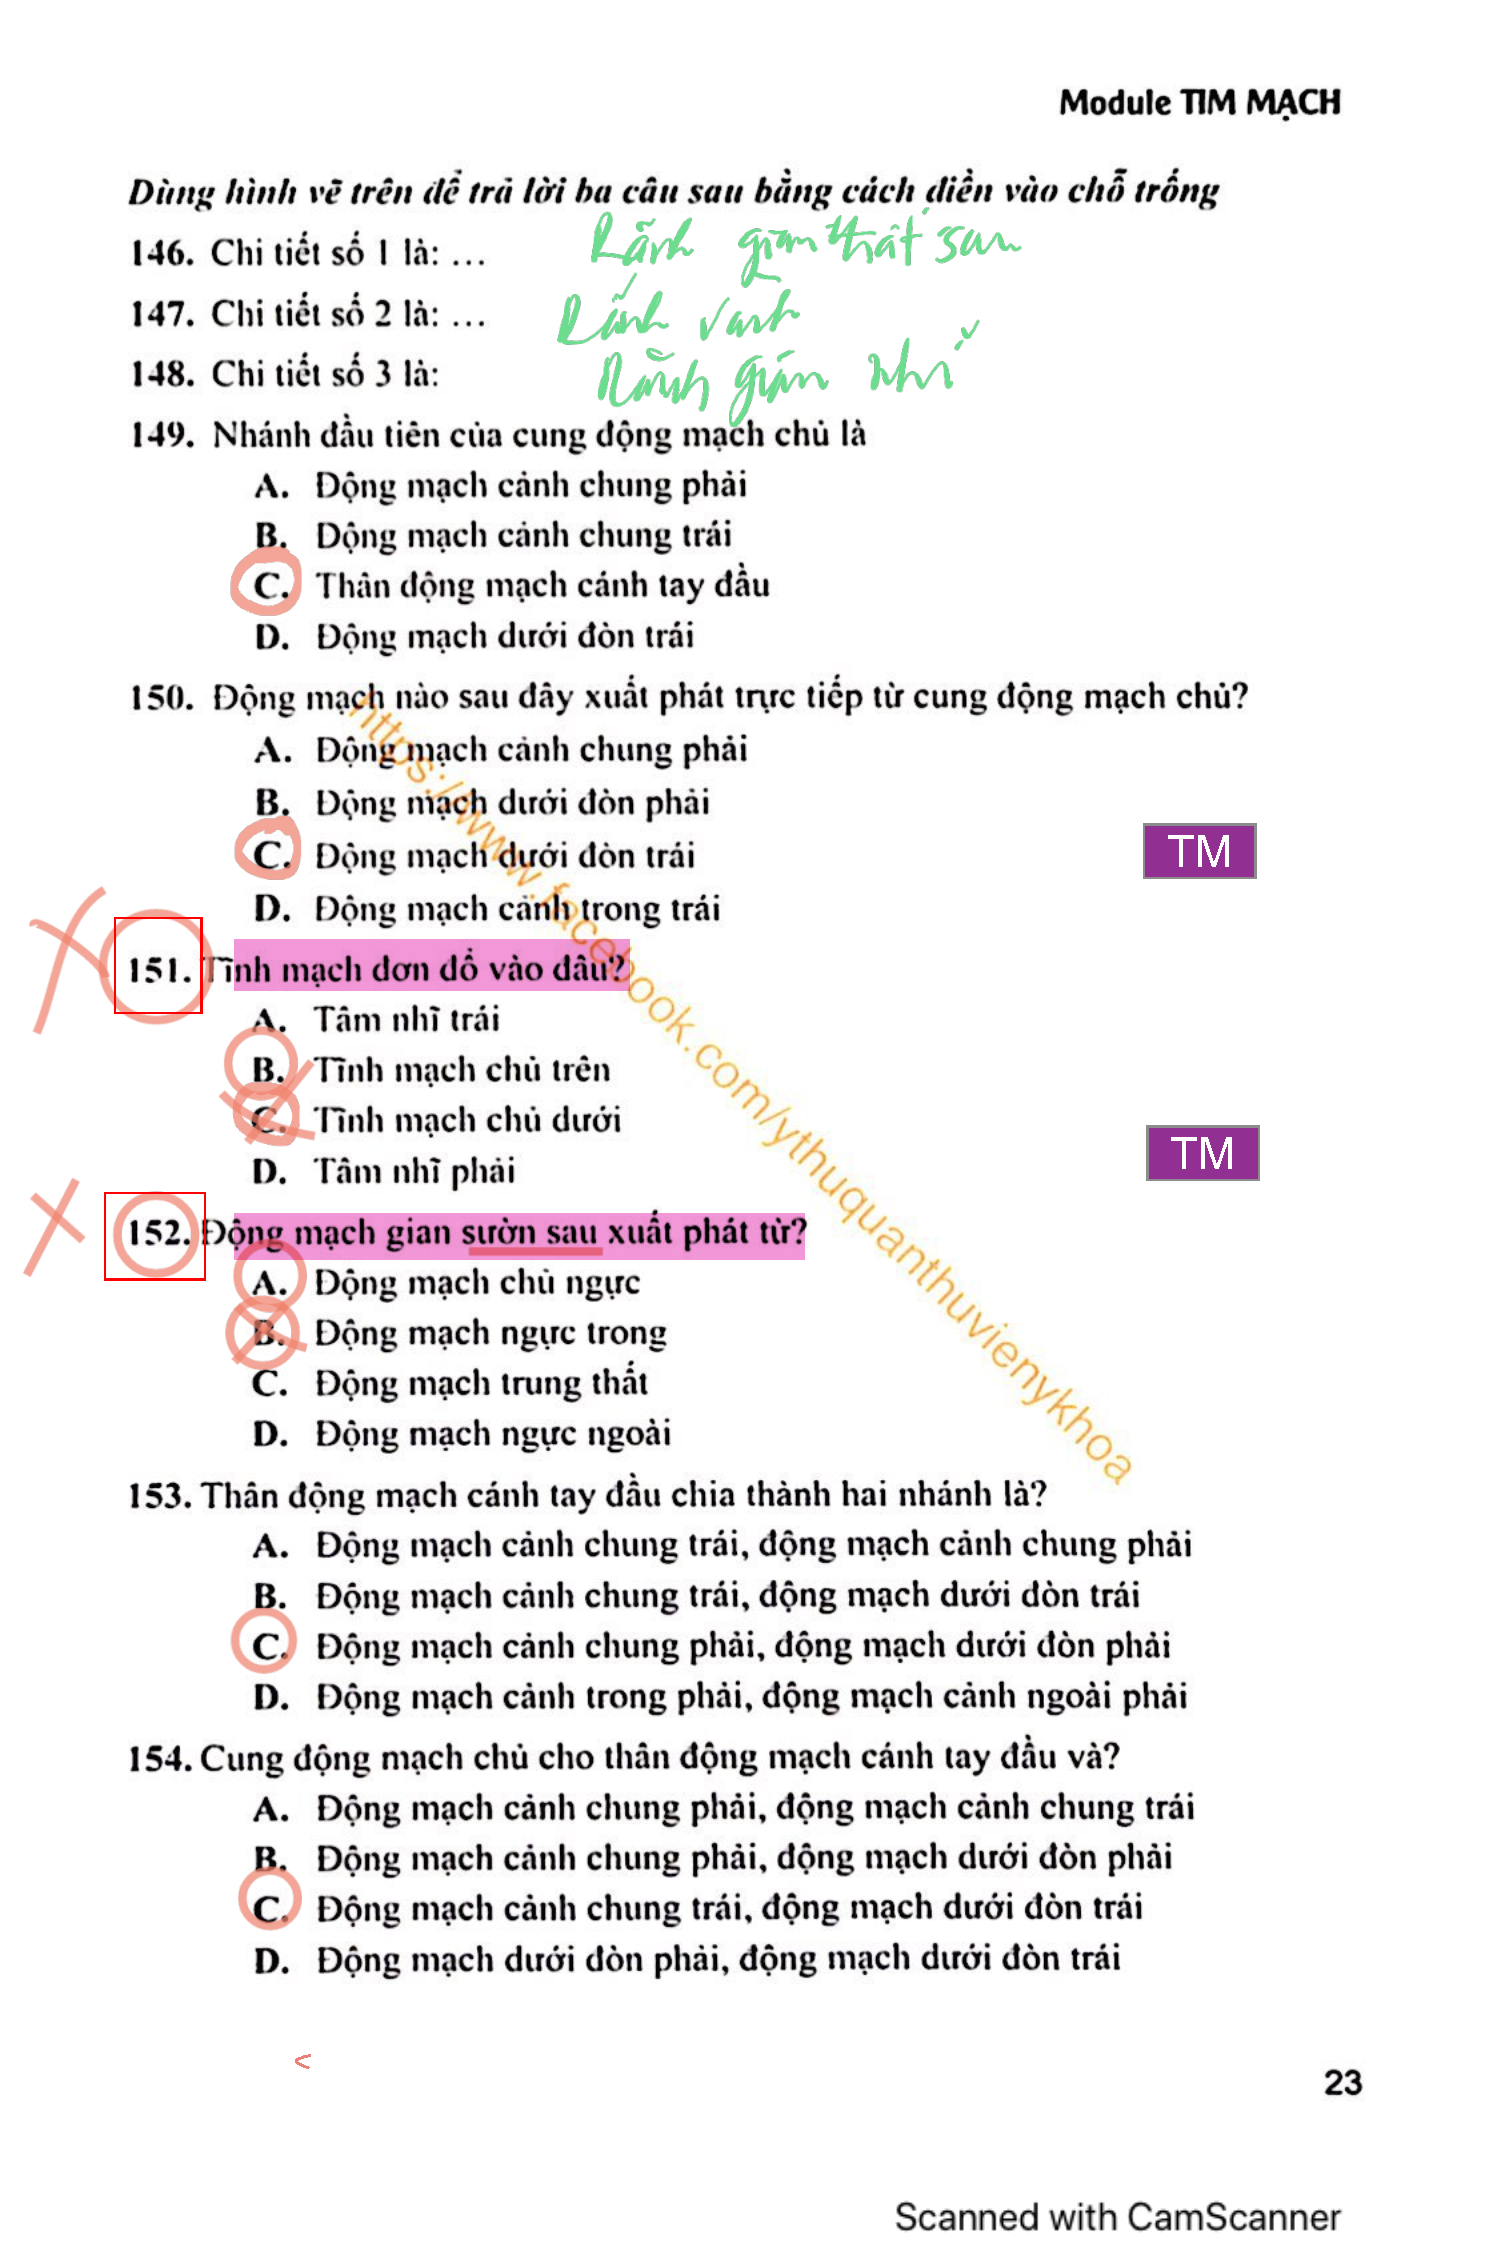 Module TIM MẠCH
Dùng hình vẽ trên để trả lời ba câu sau bằng cách điền vào chỗ trống
146. Chi tiết số 1 là: ... Rãnh gian thất sau
147. Chi tiết số 2 là: ... Rãnh vành
148. Chi tiết số 3 là: Rãnh gian nhĩ
149. Nhánh đầu tiên của cung động mạch chủ là
A. Động mạch cảnh chung phải
B. Động mạch cảnh chung trái
C. Thân động mạch cánh tay đầu
D. Động mạch dưới đòn trái
150. Động mạch nào sau đây xuất phát trực tiếp từ cung động mạch chủ?
A. Động mạch cảnh chung phải
B. Động mạch dưới đòn phải
C. Động mạch dưới đòn trái
TM
D. Động mạch cảnh trong trái
151. Tĩnh mạch đơn đổ vào đâu?
A. Tâm nhĩ trái
B. Tĩnh mạch chủ trên
C. Tĩnh mạch chủ dưới
TM
D. Tâm nhĩ phải
152. Động mạch gian sườn sau xuất phát từ?
A. Động mạch chủ ngực
B. Động mạch ngực trong
C. Động mạch trung thất
D. Động mạch ngực ngoài
https://www.facebook.com/ythuquanthuvienykhoa
153. Thân động mạch cánh tay đầu chia thành hai nhánh là?
A. Động mạch cảnh chung trái, động mạch cảnh chung phải
B. Động mạch cảnh chung trái, động mạch dưới đòn trái
C. Động mạch cảnh chung phải, động mạch dưới đòn phải
D. Động mạch cảnh trong phải, động mạch cảnh ngoài phải
154. Cung động mạch chủ cho thân động mạch cánh tay đầu và?
A. Động mạch cảnh chung phải, động mạch cảnh chung trái
B. Động mạch cảnh chung phải, động mạch dưới đòn phải
C. Động mạch cảnh chung trái, động mạch dưới đòn trái
D. Động mạch dưới đòn phải, động mạch dưới đòn trái
23
Scanned with CamScanner